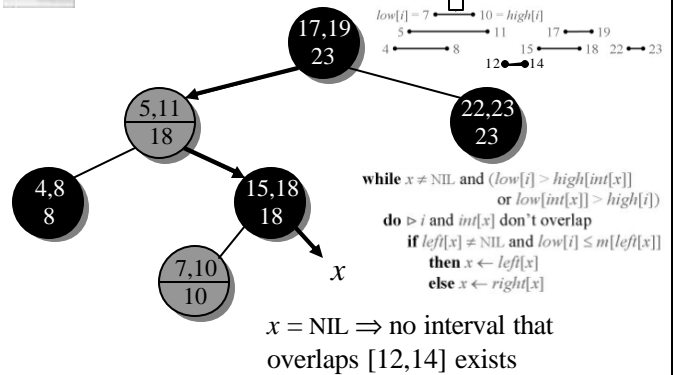 low[i] = 7 10 = high[i]
5 11 17 19
4 8 15 18 22 23
12 14
17,19
23
5,11
18
22,23
23
4,8
8
15,18
18
7,10
10
x
while x ≠ NIL and (low[i] > high[int[x]]
or low[int[x]] > high[i])
do ▷ i and int[x] don't overlap
if left[x] ≠ NIL and low[i] ≤ m[left[x]]
then x ← left[x]
else x ← right[x]
x = NIL ⇒ no interval that
overlaps [12,14] exists